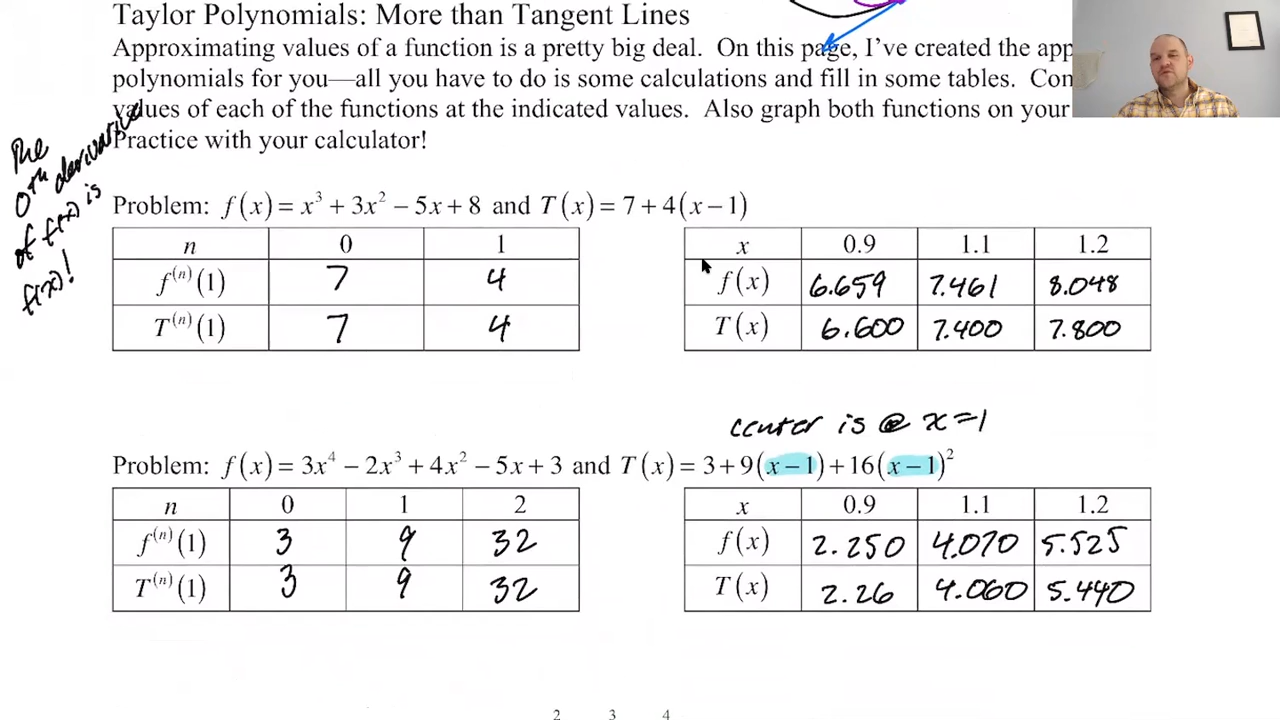 Taylor Polynomials: More than Tangent Lines
Approximating values of a function is a pretty big deal. On this page, I've created the app
polynomials for you—all you have to do is some calculations and fill in some tables. Con
values of each of the functions at the indicated values. Also graph both functions on your
Practice with your calculator!
The
0th derivative
of f(x) is
f(x)!
Problem: f(x) = x³ + 3x² − 5x + 8 and T(x) = 7 + 4(x − 1)
n 0 1
f⁽ⁿ⁾(1) 7 4
T⁽ⁿ⁾(1) 7 4
x 0.9 1.1 1.2
f(x) 6.659 7.461 8.048
T(x) 6.600 7.400 7.800
center is @ x=1
Problem: f(x) = 3x⁴ − 2x³ + 4x² − 5x + 3 and T(x) = 3 + 9(x − 1) + 16(x − 1)²
n 0 1 2
f⁽ⁿ⁾(1) 3 9 32
T⁽ⁿ⁾(1) 3 9 32
x 0.9 1.1 1.2
f(x) 2.250 4.070 5.525
T(x) 2.26 4.060 5.440
2 3 4